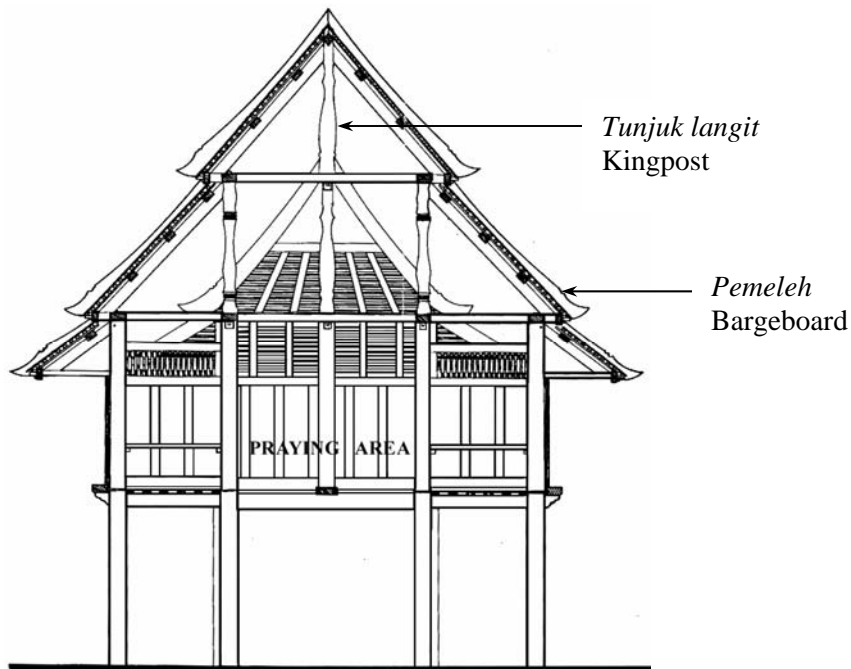 Tunjuk langit
Kingpost
Pemeleh
Bargeboard
PRAYING AREA